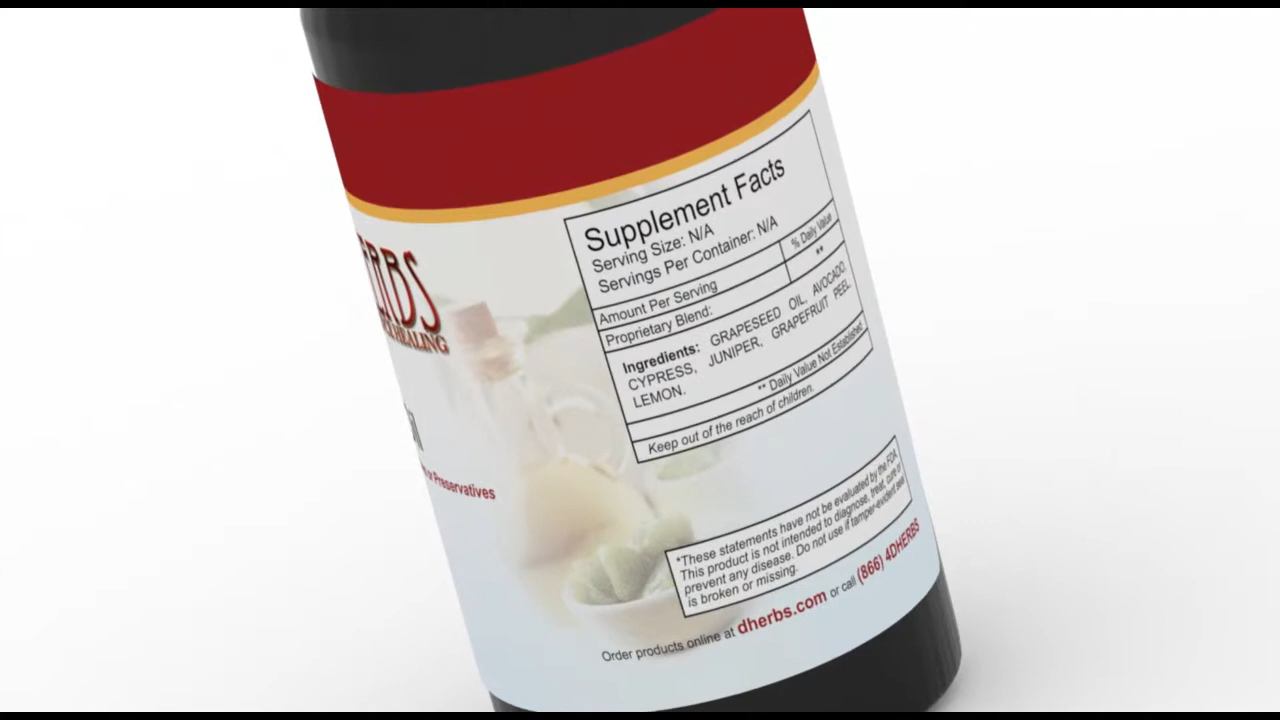 ERBS
HEALING
il
or Preservatives
Supplement Facts
Serving Size: N/A
Servings Per Container: N/A
% Daily Value
Amount Per Serving
**
Proprietary Blend:
Ingredients: GRAPESEED OIL, AVOCADO,
CYPRESS, JUNIPER, GRAPEFRUIT PEEL,
LEMON.
** Daily Value Not Established.
Keep out of the reach of children.
*These statements have not be evaluated by the FDA.
This product is not intended to diagnose, treat, cure or
prevent any disease. Do not use if tamper-evident seal
is broken or missing.
Order products online at dherbs.com or call (866) 4DHERBS